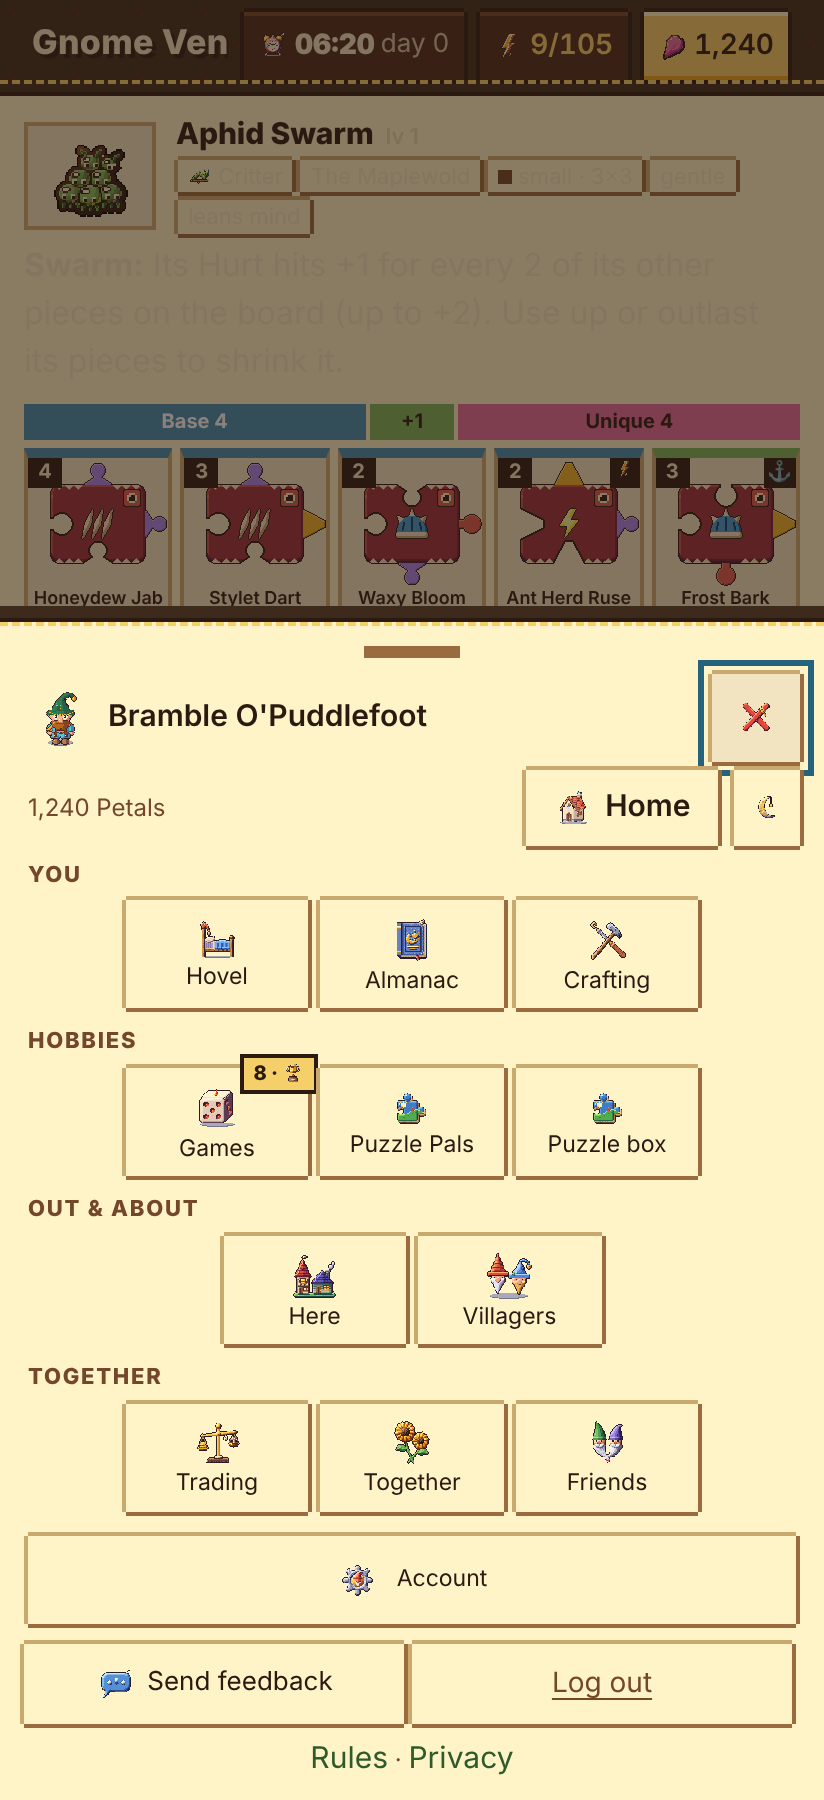 Gnome Ven
06:20 day 0
9/105
1,240
Aphid Swarm lv 1
Critter
The Maplewold
small · 3×3
gentle
leans mind
Swarm: Its Hurt hits +1 for every 2 of its other
pieces on the board (up to +2). Use up or outlast
its pieces to shrink it.
Base 4
+1
Unique 4
4
3
2
2
3
Honeydew Jab
Stylet Dart
Waxy Bloom
Ant Herd Ruse
Frost Bark
Bramble O'Puddlefoot
1,240 Petals
Home
YOU
Hovel
Almanac
Crafting
HOBBIES
8 ·
Games
Puzzle Pals
Puzzle box
OUT & ABOUT
Here
Villagers
TOGETHER
Trading
Together
Friends
Account
Send feedback
Log out
Rules · Privacy